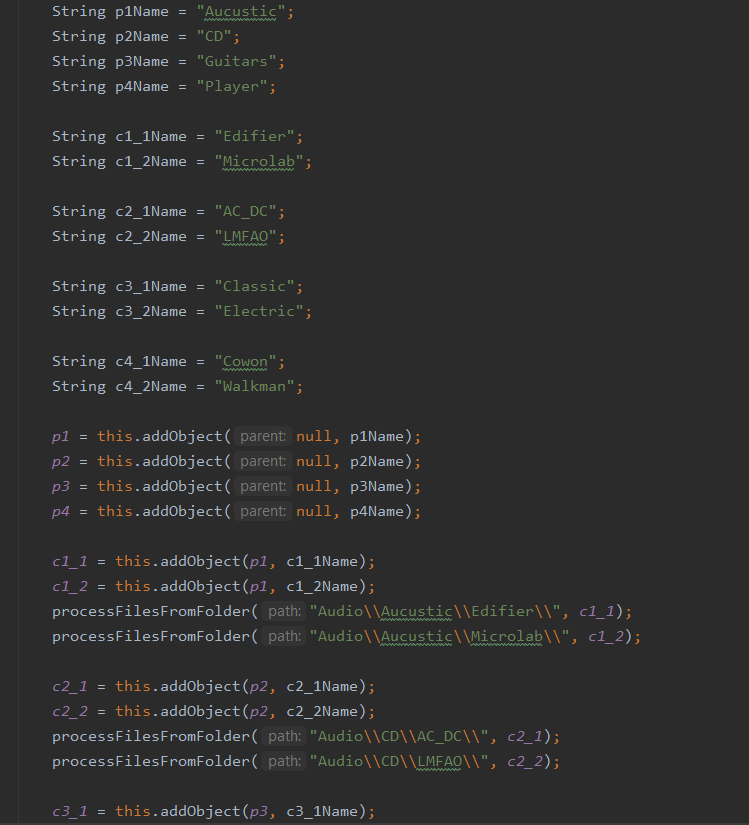 String p1Name = "Aucustic";
String p2Name = "CD";
String p3Name = "Guitars";
String p4Name = "Player";
String c1_1Name = "Edifier";
String c1_2Name = "Microlab";
String c2_1Name = "AC_DC";
String c2_2Name = "LMFAO";
String c3_1Name = "Classic";
String c3_2Name = "Electric";
String c4_1Name = "Cowon";
String c4_2Name = "Walkman";
p1 = this.addObject( parent: null, p1Name);
p2 = this.addObject( parent: null, p2Name);
p3 = this.addObject( parent: null, p3Name);
p4 = this.addObject( parent: null, p4Name);
c1_1 = this.addObject(p1, c1_1Name);
c1_2 = this.addObject(p1, c1_2Name);
processFilesFromFolder( path: "Audio\\Aucustic\\Edifier\\", c1_1);
processFilesFromFolder( path: "Audio\\Aucustic\\Microlab\\", c1_2);
c2_1 = this.addObject(p2, c2_1Name);
c2_2 = this.addObject(p2, c2_2Name);
processFilesFromFolder( path: "Audio\\CD\\AC_DC\\", c2_1);
processFilesFromFolder( path: "Audio\\CD\\LMFAO\\", c2_2);
c3_1 = this.addObject(p3, c3_1Name);